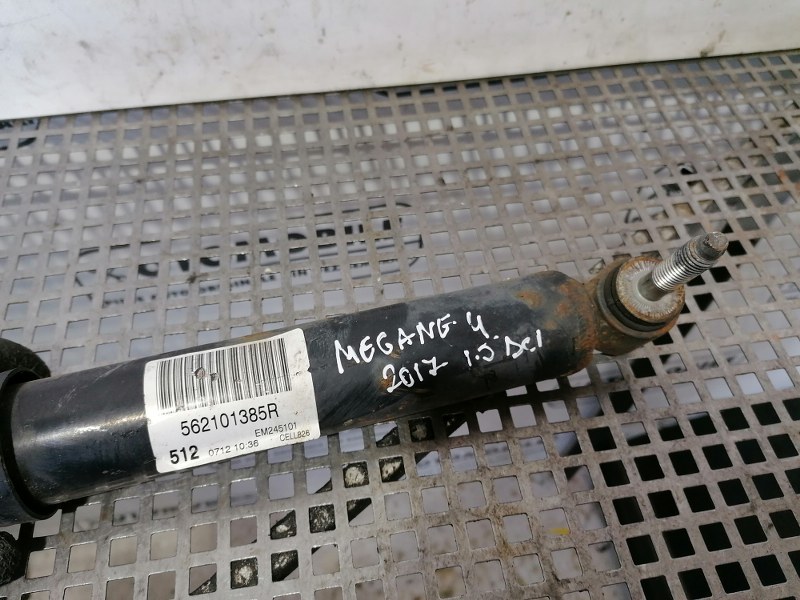 MEGANE 4
2017 1.5 DCI
562101385R
EM245101
512 0712 10:36 CELL826